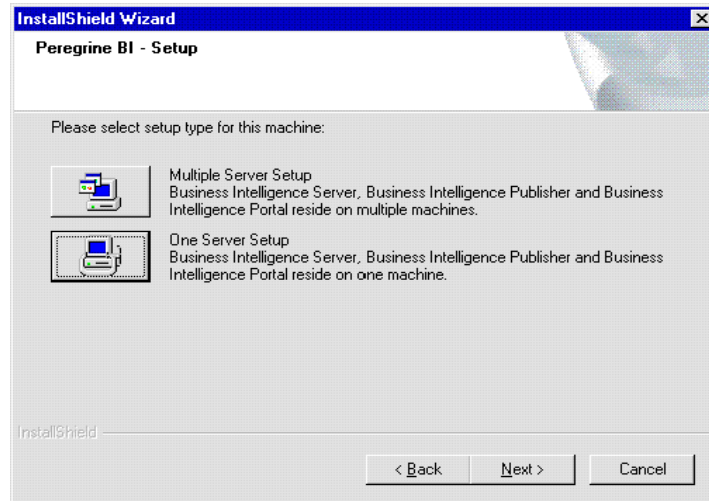 InstallShield Wizard
Peregrine BI - Setup
Please select setup type for this machine:
Multiple Server Setup
Business Intelligence Server, Business Intelligence Publisher and Business
Intelligence Portal reside on multiple machines.
One Server Setup
Business Intelligence Server, Business Intelligence Publisher and Business
Intelligence Portal reside on one machine.
InstallShield
< Back Next > Cancel